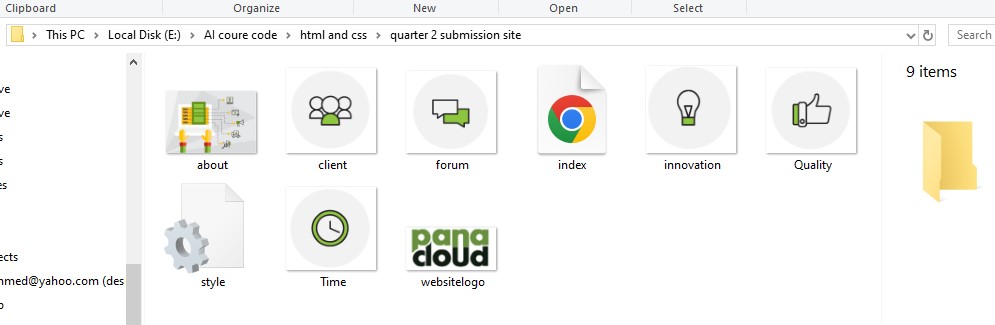 Clipboard Organize New Open Select
This PC Local Disk (E:) AI coure code html and css quarter 2 submission site Search
ve
ve
s
s
es
ects
nmed@yahoo.com (des
o
about client forum index innovation Quality
style Time websitelogo
pana
cloud
9 items